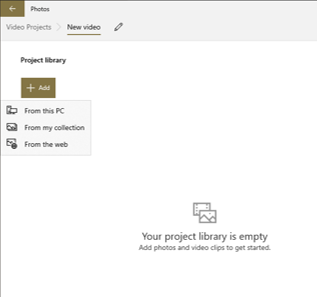 Photos
Video Projects > New video
Project library
+ Add
From this PC
From my collection
From the web
Your project library is empty
Add photos and video clips to get started.